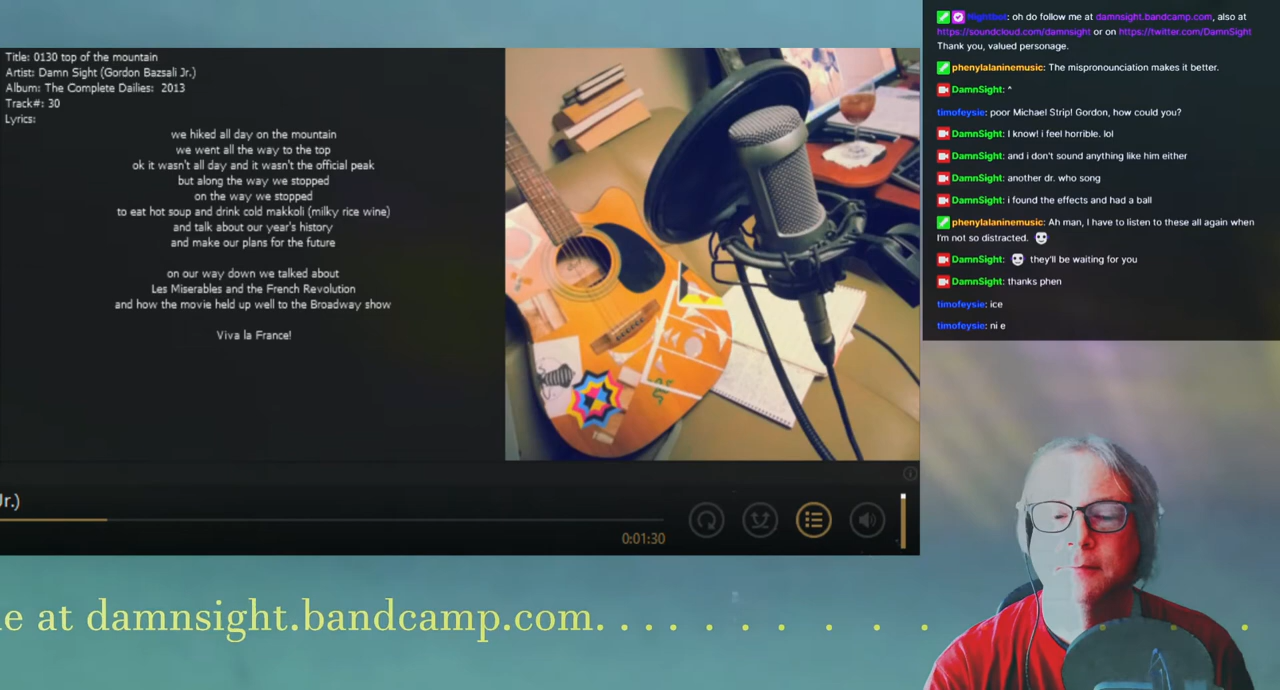 Title: 0130 top of the mountain
Artist: Damn Sight (Gordon Bazsali Jr.)
Album: The Complete Dailies: 2013
Track#: 30
Lyrics:
we hiked all day on the mountain
we went all the way to the top
ok it wasn't all day and it wasn't the official peak
but along the way we stopped
on the way we stopped
to eat hot soup and drink cold makkoli (milky rice wine)
and talk about our year's history
and make our plans for the future
on our way down we talked about
Les Miserables and the French Revolution
and how the movie held up well to the Broadway show
Viva la France!
Jr.)
0:01:30
e at damnsight.bandcamp.com. . . . . . . . . . . . . .
Nightbot: oh do follow me at damnsight.bandcamp.com, also at
https://soundcloud.com/damnsight or on https://twitter.com/DamnSight
Thank you, valued personage.
phenylalaninemusic: The mispronounciation makes it better.
DamnSight: ^
timofeysie: poor Michael Strip! Gordon, how could you?
DamnSight: I know! i feel horrible. lol
DamnSight: and i don't sound anything like him either
DamnSight: another dr. who song
DamnSight: i found the effects and had a ball
phenylalaninemusic: Ah man, I have to listen to these all again when
I'm not so distracted.
DamnSight: they'll be waiting for you
DamnSight: thanks phen
timofeysie: ice
timofeysie: ni e